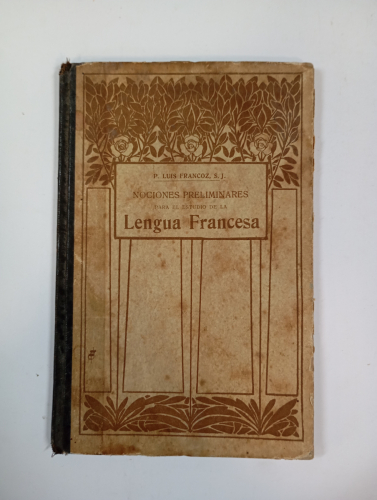 P. LUIS FRANCOZ, S. J.
NOCIONES PRELIMINARES
PARA EL ESTUDIO DE LA
Lengua Francesa